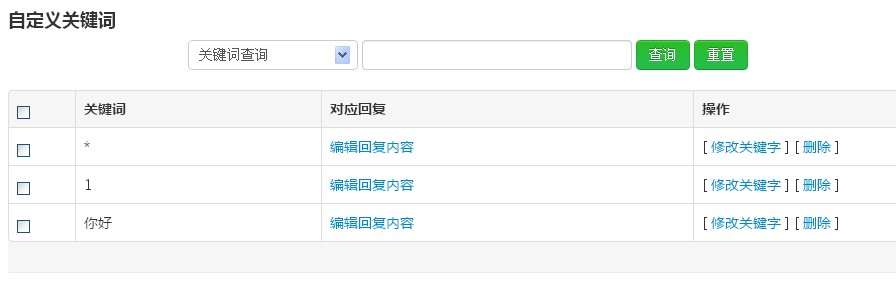 自定义关键词
关键词查询 查询 重置
关键词 对应回复 操作
* 编辑回复内容 [ 修改关键字 ] [ 删除 ]
1 编辑回复内容 [ 修改关键字 ] [ 删除 ]
你好 编辑回复内容 [ 修改关键字 ] [ 删除 ]